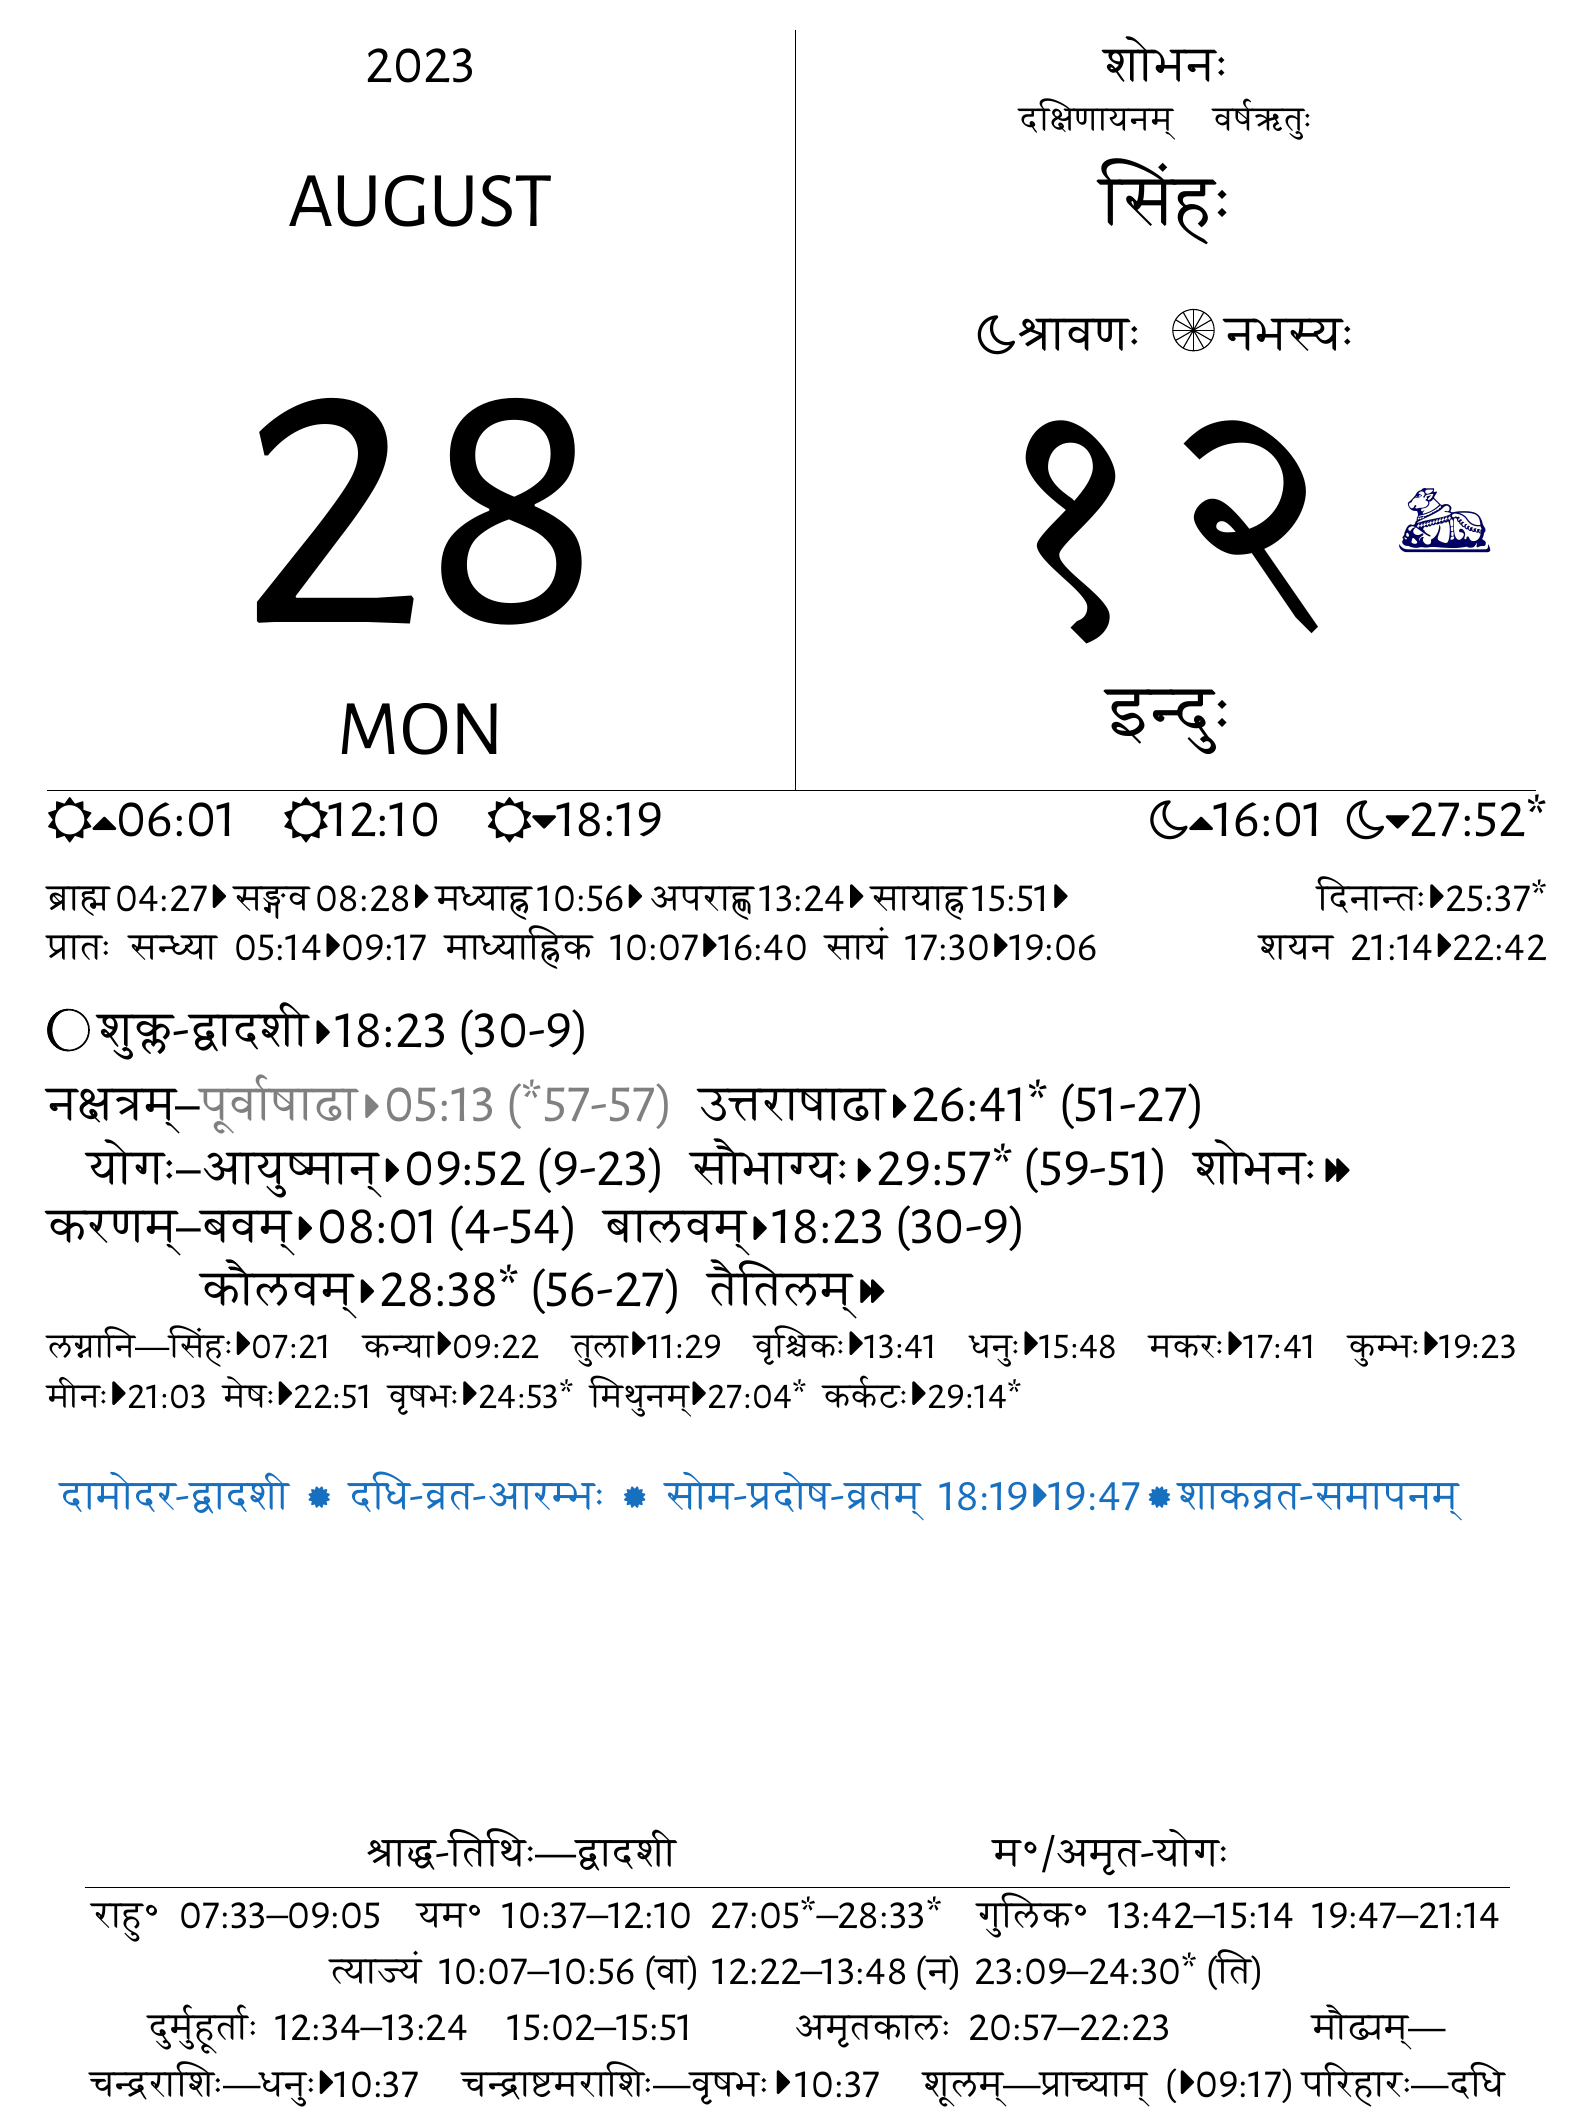 2023
AUGUST
28
MON
शोभनः
दक्षिणायनम् वर्षऋतुः
सिंहः
श्रावणः नभस्यः
१२
इन्दुः
06:01 12:10 18:19 16:01 27:52*
ब्राह्म 04:27 सङ्गव 08:28 मध्याह्न 10:56 अपराह्ण 13:24 सायाह्न 15:51 दिनान्तः 25:37*
प्रातः सन्ध्या 05:14 09:17 माध्याह्निक 10:07 16:40 सायं 17:30 19:06 शयन 21:14 22:42
शुक्ल-द्वादशी 18:23 (30-9)
नक्षत्रम्–पूर्वाषाढा 05:13 (*57-57) उत्तराषाढा 26:41* (51-27)
योगः–आयुष्मान् 09:52 (9-23) सौभाग्यः 29:57* (59-51) शोभनः
करणम्–बवम् 08:01 (4-54) बालवम् 18:23 (30-9)
कौलवम् 28:38* (56-27) तैतिलम्
लग्नानि—सिंहः 07:21 कन्या 09:22 तुला 11:29 वृश्चिकः 13:41 धनुः 15:48 मकरः 17:41 कुम्भः 19:23
मीनः 21:03 मेषः 22:51 वृषभः 24:53* मिथुनम् 27:04* कर्कटः 29:14*
दामोदर-द्वादशी ✹ दधि-व्रत-आरम्भः ✹ सोम-प्रदोष-व्रतम् 18:19 19:47 ✹ शाकव्रत-समापनम्
श्राद्ध-तिथिः—द्वादशी म॰/अमृत-योगः
राहु॰ 07:33–09:05 यम॰ 10:37–12:10 27:05*–28:33* गुलिक॰ 13:42–15:14 19:47–21:14
त्याज्यं 10:07–10:56 (वा) 12:22–13:48 (न) 23:09–24:30* (ति)
दुर्मुहूर्ताः 12:34–13:24 15:02–15:51 अमृतकालः 20:57–22:23 मौढ्यम्—
चन्द्रराशिः—धनुः 10:37 चन्द्राष्टमराशिः—वृषभः 10:37 शूलम्—प्राच्याम् (09:17) परिहारः—दधि